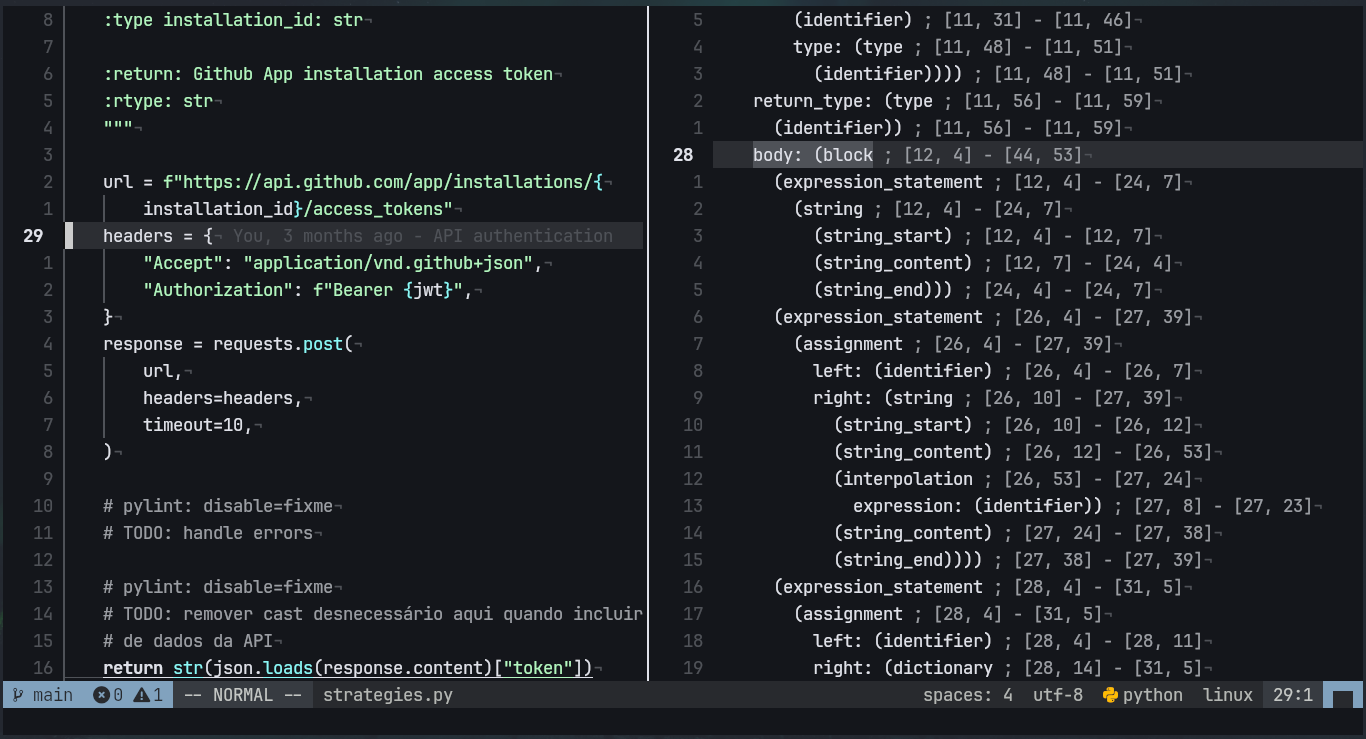 8 :type installation_id: str¬
7
6 :return: Github App installation access token¬
5 :rtype: str¬
4 """¬
3
2 url = f"https://api.github.com/app/installations/{¬
1 installation_id}/access_tokens"¬
29 headers = {¬ You, 3 months ago - API authentication
1 "Accept": "application/vnd.github+json",¬
2 "Authorization": f"Bearer {jwt}",¬
3 }¬
4 response = requests.post(¬
5 url,¬
6 headers=headers,¬
7 timeout=10,¬
8 )¬
9
10 # pylint: disable=fixme¬
11 # TODO: handle errors¬
12
13 # pylint: disable=fixme¬
14 # TODO: remover cast desnecessário aqui quando incluir
15 # de dados da API¬
16 return str(json.loads(response.content)["token"])¬
5 (identifier) ; [11, 31] - [11, 46]¬
4 type: (type ; [11, 48] - [11, 51]¬
3 (identifier)))) ; [11, 48] - [11, 51]¬
2 return_type: (type ; [11, 56] - [11, 59]¬
1 (identifier)) ; [11, 56] - [11, 59]¬
28 body: (block ; [12, 4] - [44, 53]¬
1 (expression_statement ; [12, 4] - [24, 7]¬
2 (string ; [12, 4] - [24, 7]¬
3 (string_start) ; [12, 4] - [12, 7]¬
4 (string_content) ; [12, 7] - [24, 4]¬
5 (string_end))) ; [24, 4] - [24, 7]¬
6 (expression_statement ; [26, 4] - [27, 39]¬
7 (assignment ; [26, 4] - [27, 39]¬
8 left: (identifier) ; [26, 4] - [26, 7]¬
9 right: (string ; [26, 10] - [27, 39]¬
10 (string_start) ; [26, 10] - [26, 12]¬
11 (string_content) ; [26, 12] - [26, 53]¬
12 (interpolation ; [26, 53] - [27, 24]¬
13 expression: (identifier)) ; [27, 8] - [27, 23]¬
14 (string_content) ; [27, 24] - [27, 38]¬
15 (string_end)))) ; [27, 38] - [27, 39]¬
16 (expression_statement ; [28, 4] - [31, 5]¬
17 (assignment ; [28, 4] - [31, 5]¬
18 left: (identifier) ; [28, 4] - [28, 11]¬
19 right: (dictionary ; [28, 14] - [31, 5]¬
main 0 1 -- NORMAL -- strategies.py spaces: 4 utf-8 python linux 29:1